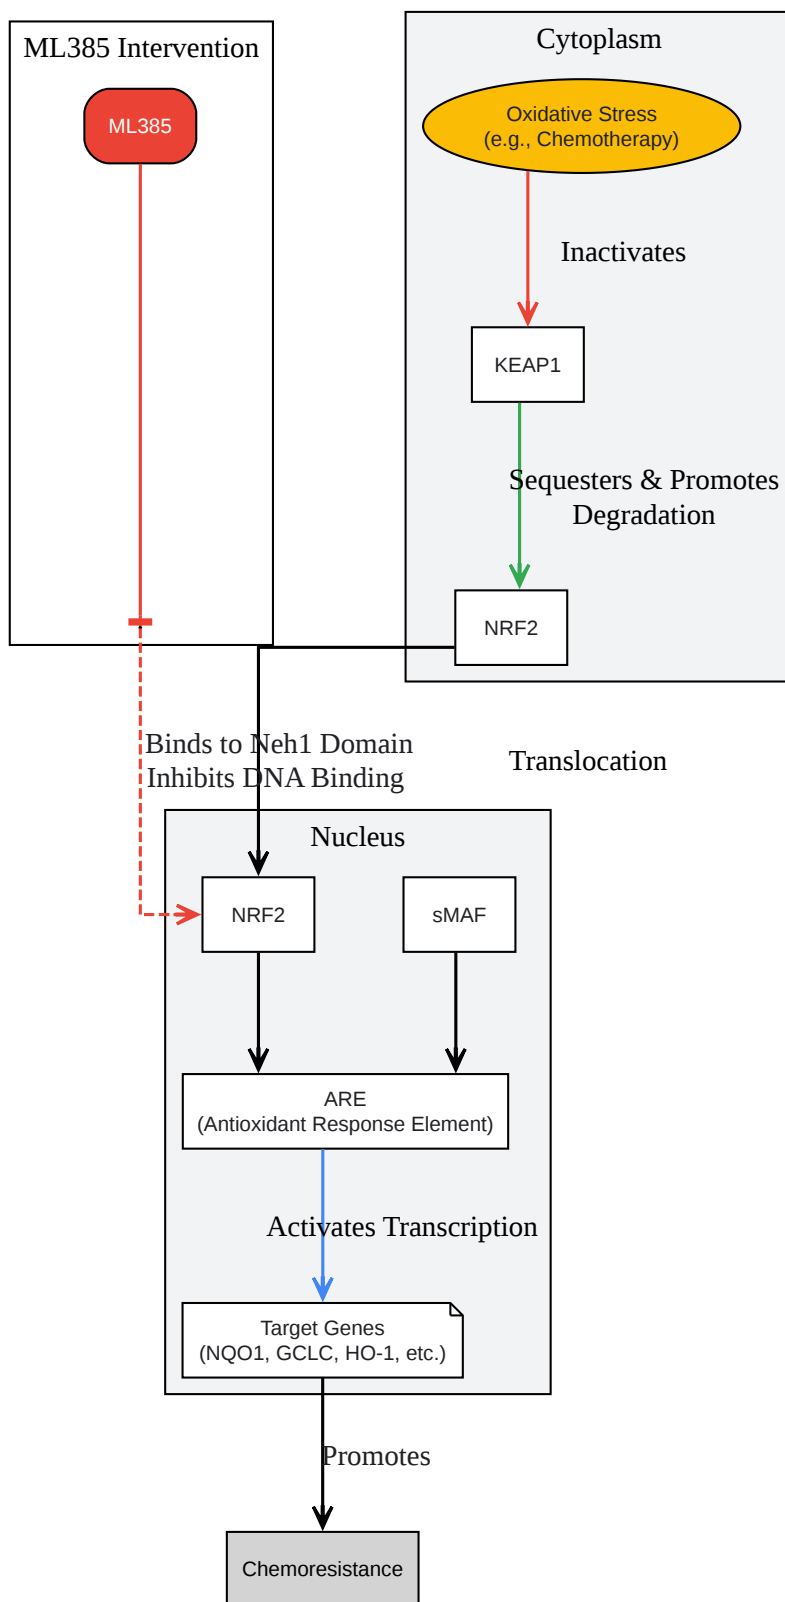 ML385 Intervention
ML385
Cytoplasm
Oxidative Stress
(e.g., Chemotherapy)
Inactivates
KEAP1
Sequesters & Promotes
Degradation
NRF2
Binds to Neh1 Domain
Inhibits DNA Binding
Translocation
Nucleus
NRF2
sMAF
ARE
(Antioxidant Response Element)
Activates Transcription
Target Genes
(NQO1, GCLC, HO-1, etc.)
Promotes
Chemoresistance